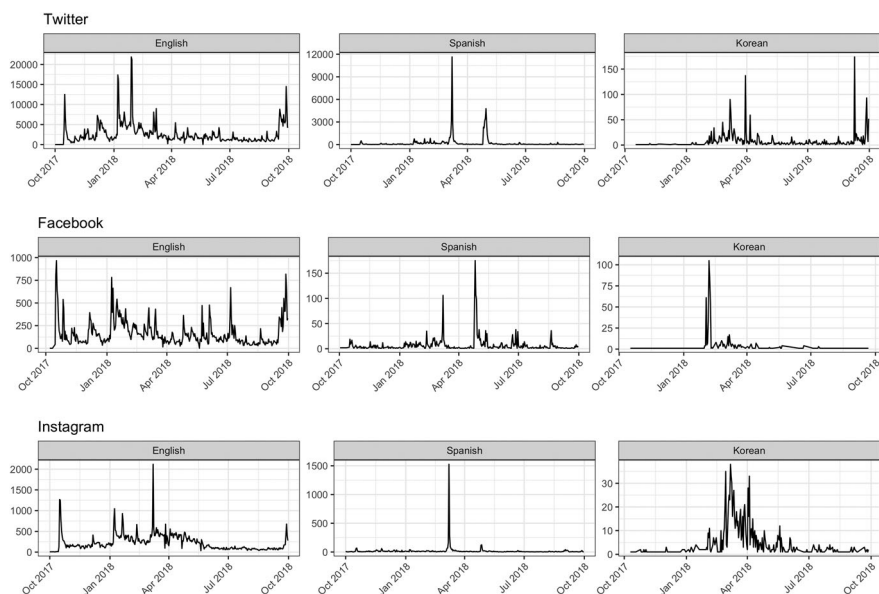 Twitter
English Spanish Korean
20000 15000 10000 5000 0
12000 9000 6000 3000 0
150 100 50 0
Oct 2017 Jan 2018 Apr 2018 Jul 2018 Oct 2018
Oct 2017 Jan 2018 Apr 2018 Jul 2018 Oct 2018
Oct 2017 Jan 2018 Apr 2018 Jul 2018 Oct 2018
Facebook
English Spanish Korean
1000 750 500 250 0
150 100 50 0
100 75 50 25 0
Oct 2017 Jan 2018 Apr 2018 Jul 2018 Oct 2018
Oct 2017 Jan 2018 Apr 2018 Jul 2018 Oct 2018
Oct 2017 Jan 2018 Apr 2018 Jul 2018 Oct 2018
Instagram
English Spanish Korean
2000 1500 1000 500 0
1500 1000 500 0
30 20 10 0
Oct 2017 Jan 2018 Apr 2018 Jul 2018 Oct 2018
Oct 2017 Jan 2018 Apr 2018 Jul 2018 Oct 2018
Oct 2017 Jan 2018 Apr 2018 Jul 2018 Oct 2018